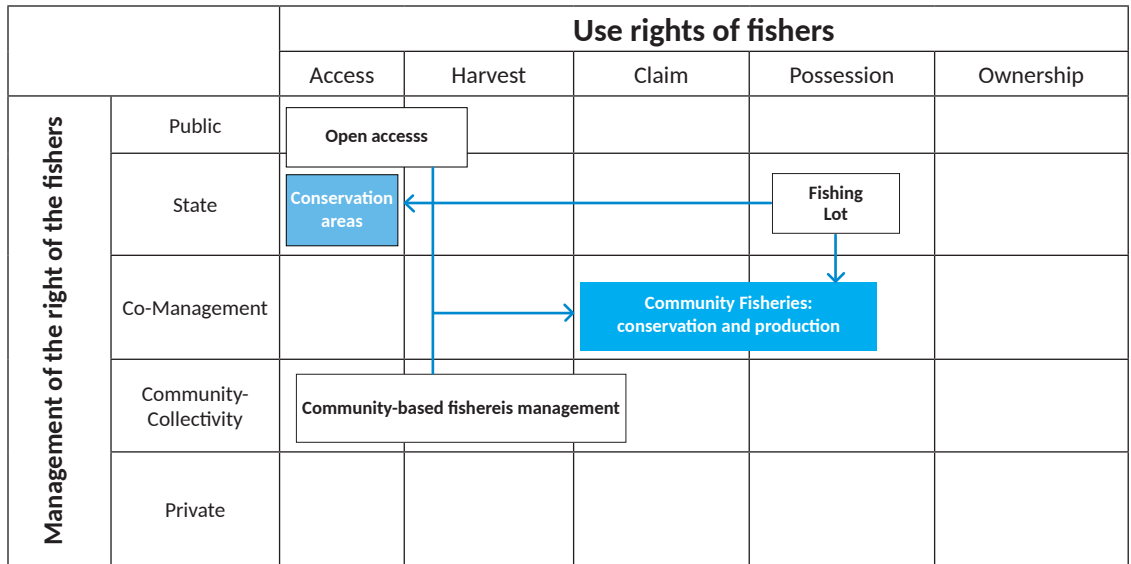 Use rights of fishers
Access
Harvest
Claim
Possession
Ownership
Management of the right of the fishers
Public
Open accesss
State
Conservation
areas
Fishing
Lot
Co-Management
Community Fisheries:
conservation and production
Community-
Collectivity
Community-based fishereis management
Private